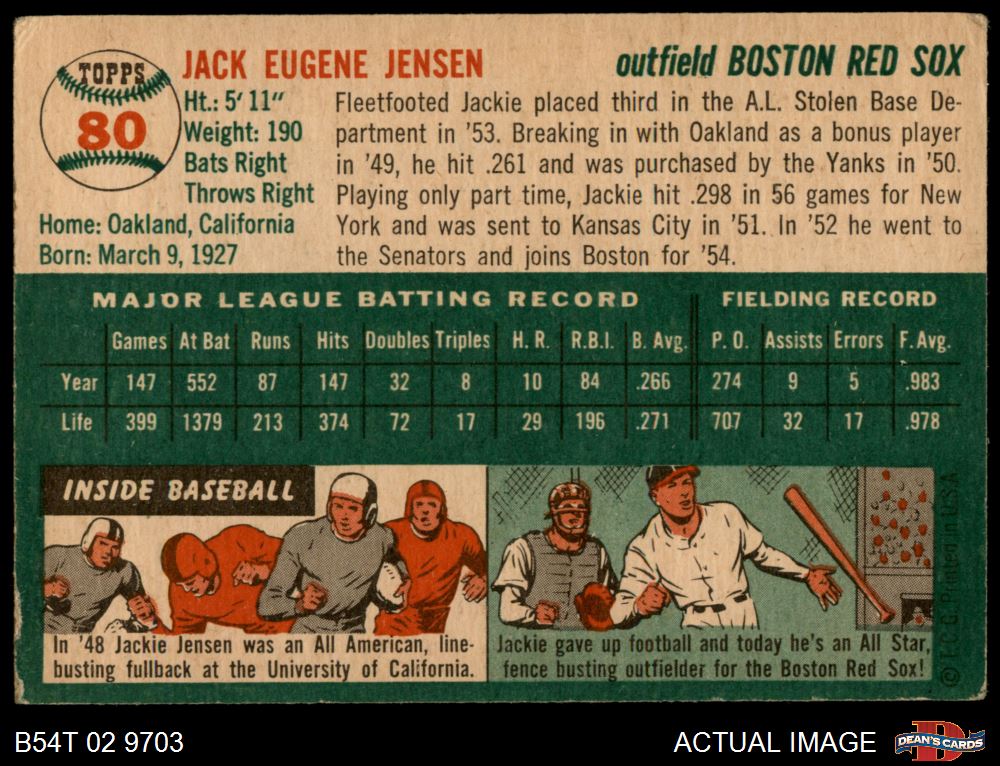 TOPPS
80
JACK EUGENE JENSEN
outfield BOSTON RED SOX
Ht.: 5' 11"
Weight: 190
Bats Right
Throws Right
Home: Oakland, California
Born: March 9, 1927
Fleetfooted Jackie placed third in the A.L. Stolen Base De-
partment in '53. Breaking in with Oakland as a bonus player
in '49, he hit .261 and was purchased by the Yanks in '50.
Playing only part time, Jackie hit .298 in 56 games for New
York and was sent to Kansas City in '51. In '52 he went to
the Senators and joins Boston for '54.
MAJOR LEAGUE BATTING RECORD FIELDING RECORD
Games At Bat Runs Hits Doubles Triples H. R. R.B.I. B. Avg. P. O. Assists Errors F. Avg.
Year 147 552 87 147 32 8 10 84 .266 274 9 5 .983
Life 399 1379 213 374 72 17 29 196 .271 707 32 17 .978
INSIDE BASEBALL
In '48 Jackie Jensen was an All American, line-
busting fullback at the University of California.
Jackie gave up football and today he's an All Star,
fence busting outfielder for the Boston Red Sox!
© T.C.G. Printed in U.S.A.
B54T 02 9703
ACTUAL IMAGE
DEAN'S CARDS